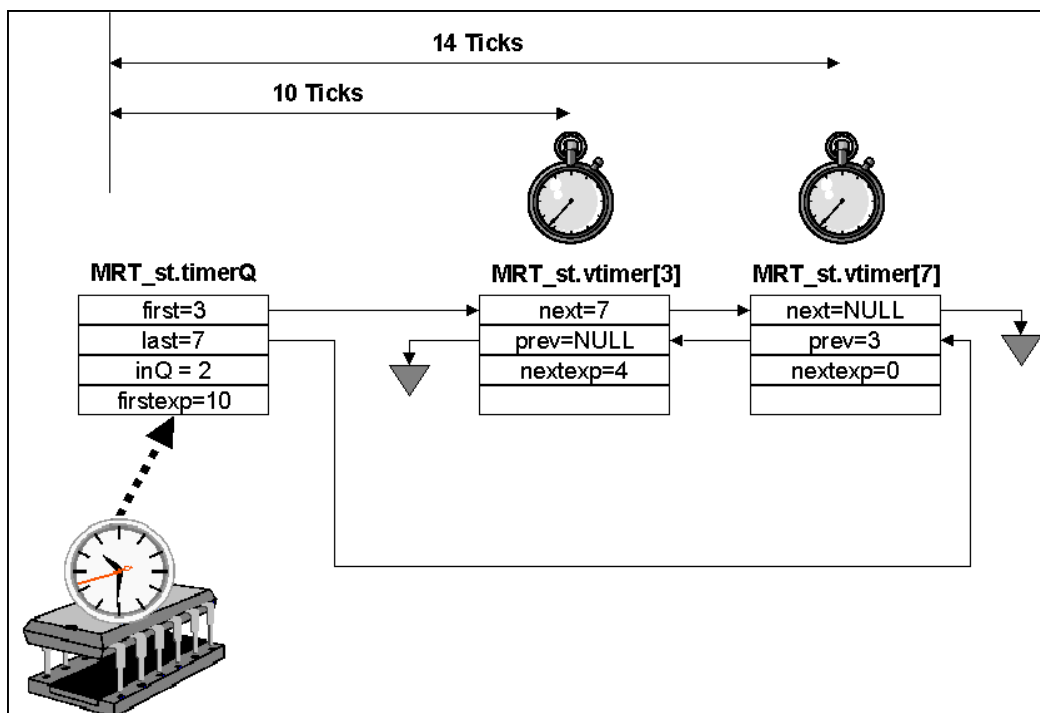 14 Ticks
10 Ticks
MRT_st.timerQ
first=3
last=7
inQ = 2
firstexp=10
MRT_st.vtimer[3]
next=7
prev=NULL
nextexp=4
MRT_st.vtimer[7]
next=NULL
prev=3
nextexp=0